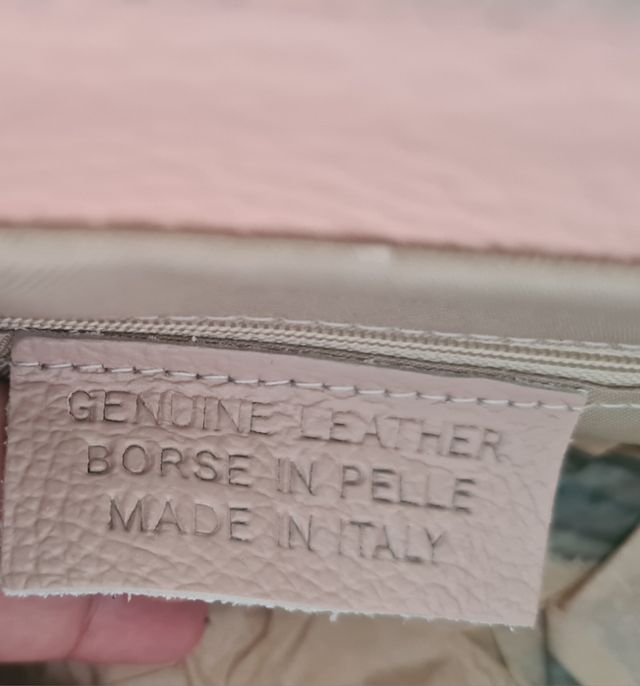 GENUINE LEATHER
BORSE IN PELLE
MADE IN ITALY